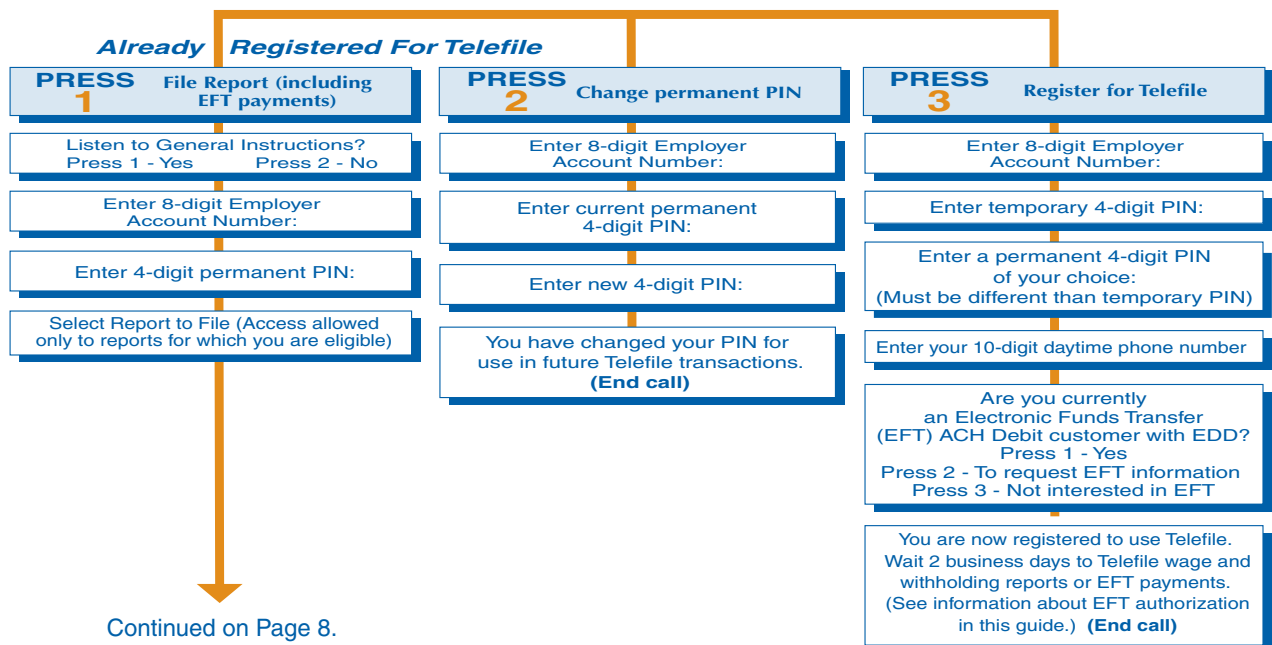 Already Registered For Telefile
PRESS
1
File Report (including
EFT payments)
Listen to General Instructions?
Press 1 - Yes Press 2 - No
Enter 8-digit Employer
Account Number:
Enter 4-digit permanent PIN:
Select Report to File (Access allowed
only to reports for which you are eligible)
Continued on Page 8.
PRESS
2
Change permanent PIN
Enter 8-digit Employer
Account Number:
Enter current permanent
4-digit PIN:
Enter new 4-digit PIN:
You have changed your PIN for
use in future Telefile transactions.
(End call)
PRESS
3
Register for Telefile
Enter 8-digit Employer
Account Number:
Enter temporary 4-digit PIN:
Enter a permanent 4-digit PIN
of your choice:
(Must be different than temporary PIN)
Enter your 10-digit daytime phone number
Are you currently
an Electronic Funds Transfer
(EFT) ACH Debit customer with EDD?
Press 1 - Yes
Press 2 - To request EFT information
Press 3 - Not interested in EFT
You are now registered to use Telefile.
Wait 2 business days to Telefile wage and
withholding reports or EFT payments.
(See information about EFT authorization
in this guide.) (End call)